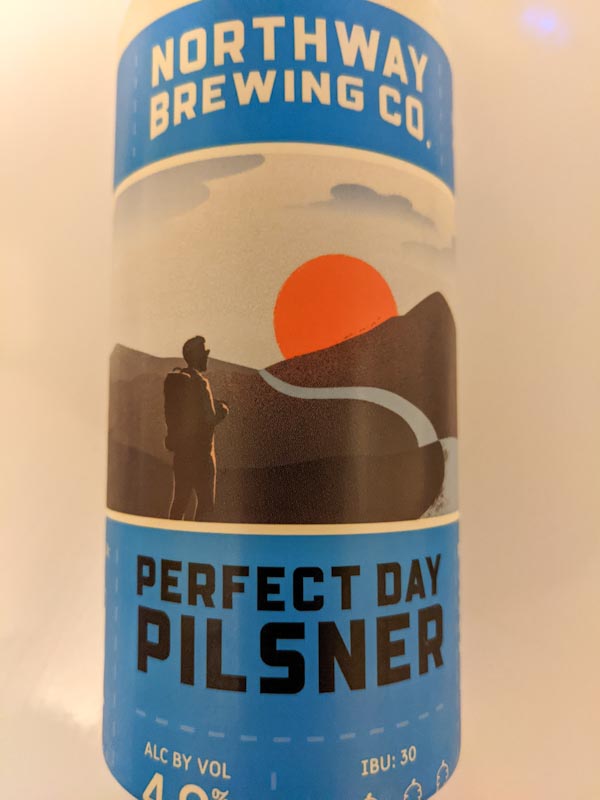 NORTHWAY
BREWING CO.
PERFECT DAY
PILSNER
ALC BY VOL
IBU: 30